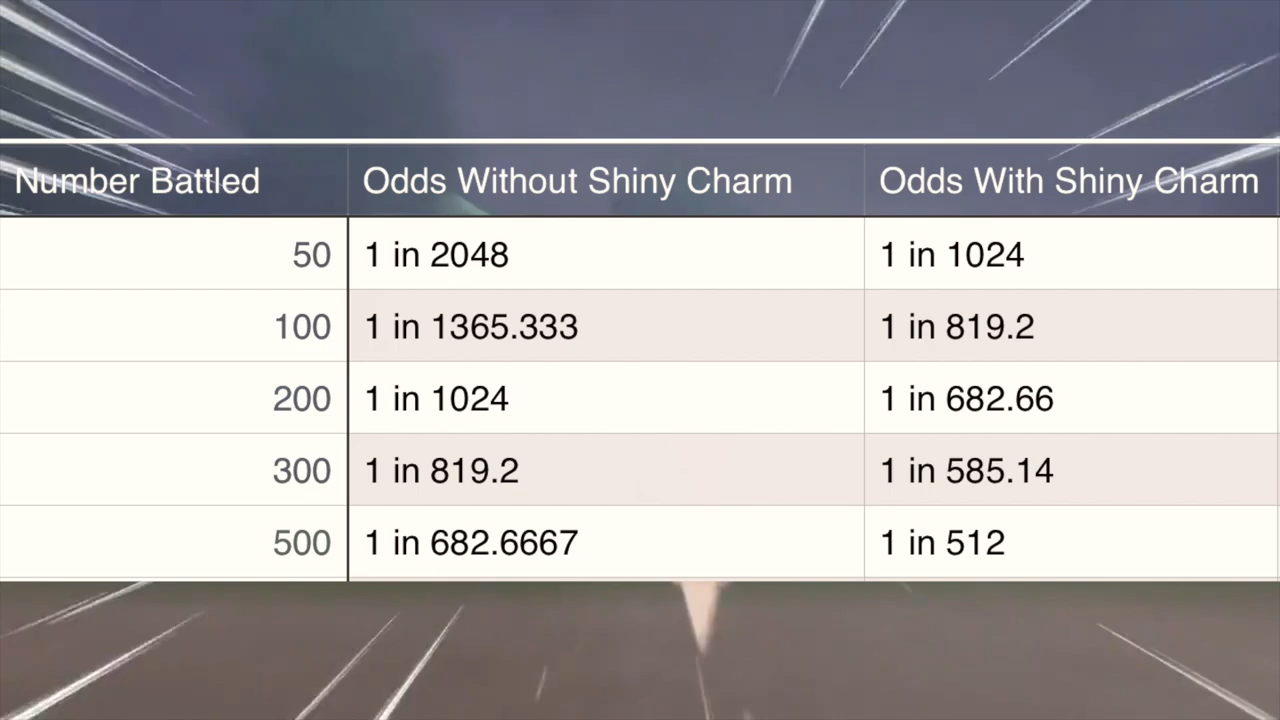 Number Battled Odds Without Shiny Charm Odds With Shiny Charm
50 1 in 2048 1 in 1024
100 1 in 1365.333 1 in 819.2
200 1 in 1024 1 in 682.66
300 1 in 819.2 1 in 585.14
500 1 in 682.6667 1 in 512